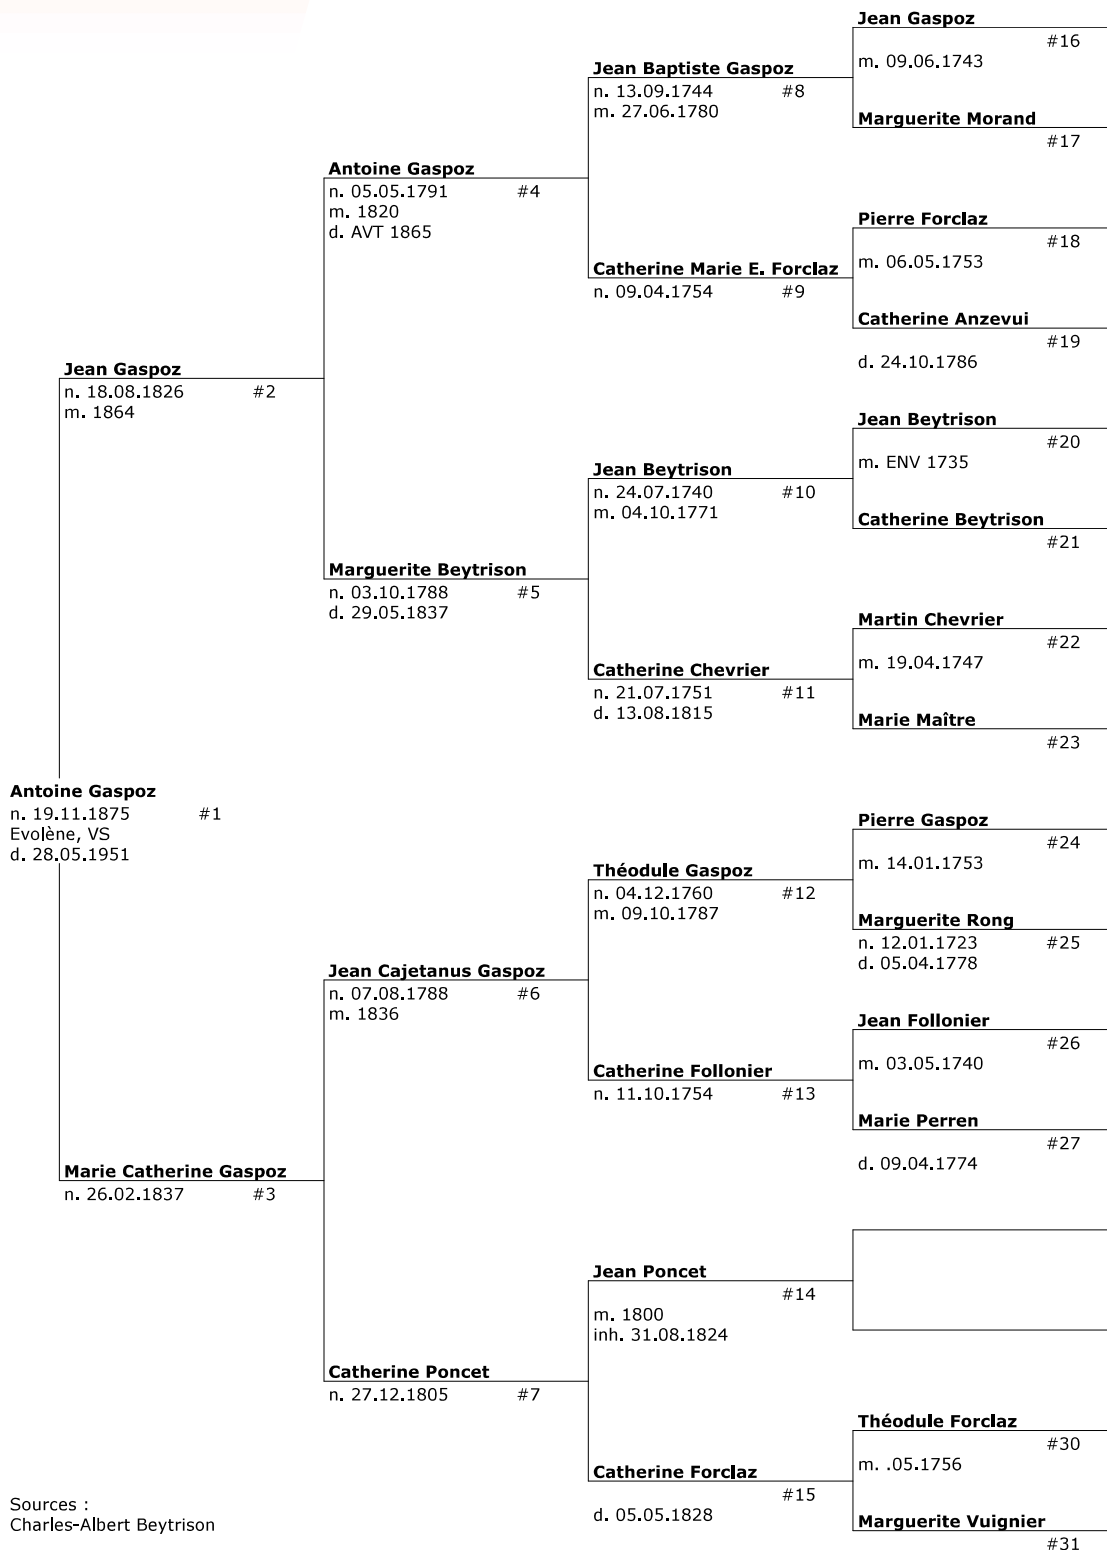 Jean Gaspoz
#16
m. 09.06.1743
Jean Baptiste Gaspoz
n. 13.09.1744 #8
m. 27.06.1780
Marguerite Morand
#17
Antoine Gaspoz
n. 05.05.1791 #4
m. 1820
d. AVT 1865
Pierre Forclaz
#18
m. 06.05.1753
Catherine Marie E. Forclaz
n. 09.04.1754 #9
Catherine Anzevui
#19
d. 24.10.1786
Jean Gaspoz
n. 18.08.1826 #2
m. 1864
Jean Beytrison
#20
m. ENV 1735
Jean Beytrison
n. 24.07.1740 #10
m. 04.10.1771
Catherine Beytrison
#21
Marguerite Beytrison
n. 03.10.1788 #5
d. 29.05.1837
Martin Chevrier
#22
m. 19.04.1747
Catherine Chevrier
n. 21.07.1751 #11
d. 13.08.1815
Marie Maître
#23
Antoine Gaspoz
n. 19.11.1875 #1
Evolène, VS
d. 28.05.1951
Pierre Gaspoz
#24
m. 14.01.1753
Théodule Gaspoz
n. 04.12.1760 #12
m. 09.10.1787
Marguerite Rong
n. 12.01.1723 #25
d. 05.04.1778
Jean Cajetanus Gaspoz
n. 07.08.1788 #6
m. 1836
Jean Follonier
#26
m. 03.05.1740
Catherine Follonier
n. 11.10.1754 #13
Marie Perren
#27
d. 09.04.1774
Marie Catherine Gaspoz
n. 26.02.1837 #3
Jean Poncet
#14
m. 1800
inh. 31.08.1824
Catherine Poncet
n. 27.12.1805 #7
Théodule Forclaz
#30
m. .05.1756
Catherine Forclaz
#15
d. 05.05.1828
Marguerite Vuignier
#31
Sources :
Charles-Albert Beytrison